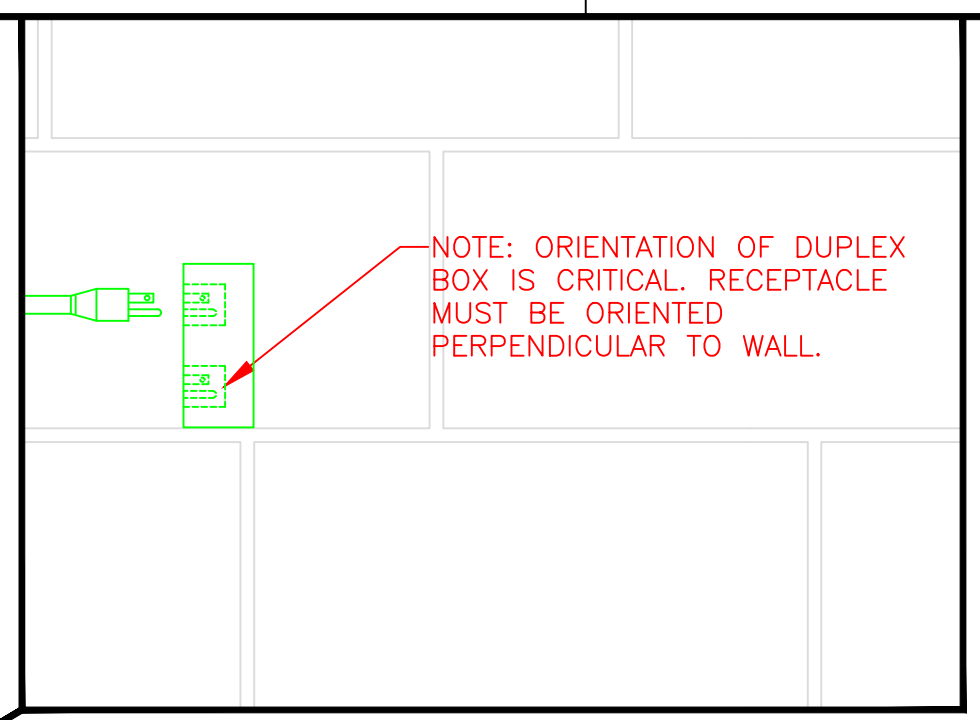 NOTE: ORIENTATION OF DUPLEX
BOX IS CRITICAL. RECEPTACLE
MUST BE ORIENTED
PERPENDICULAR TO WALL.